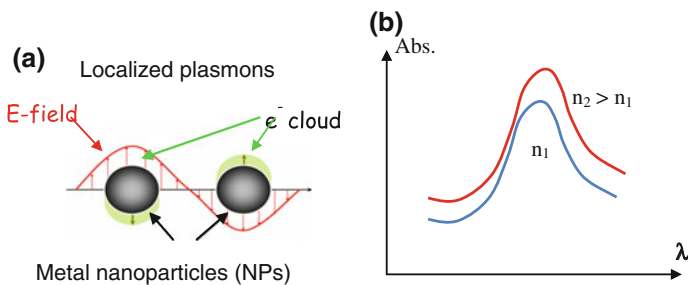 (a)
Localized plasmons
E-field
e⁻ cloud
Metal nanoparticles (NPs)
(b)
Abs.
n₂ > n₁
n₁
λ